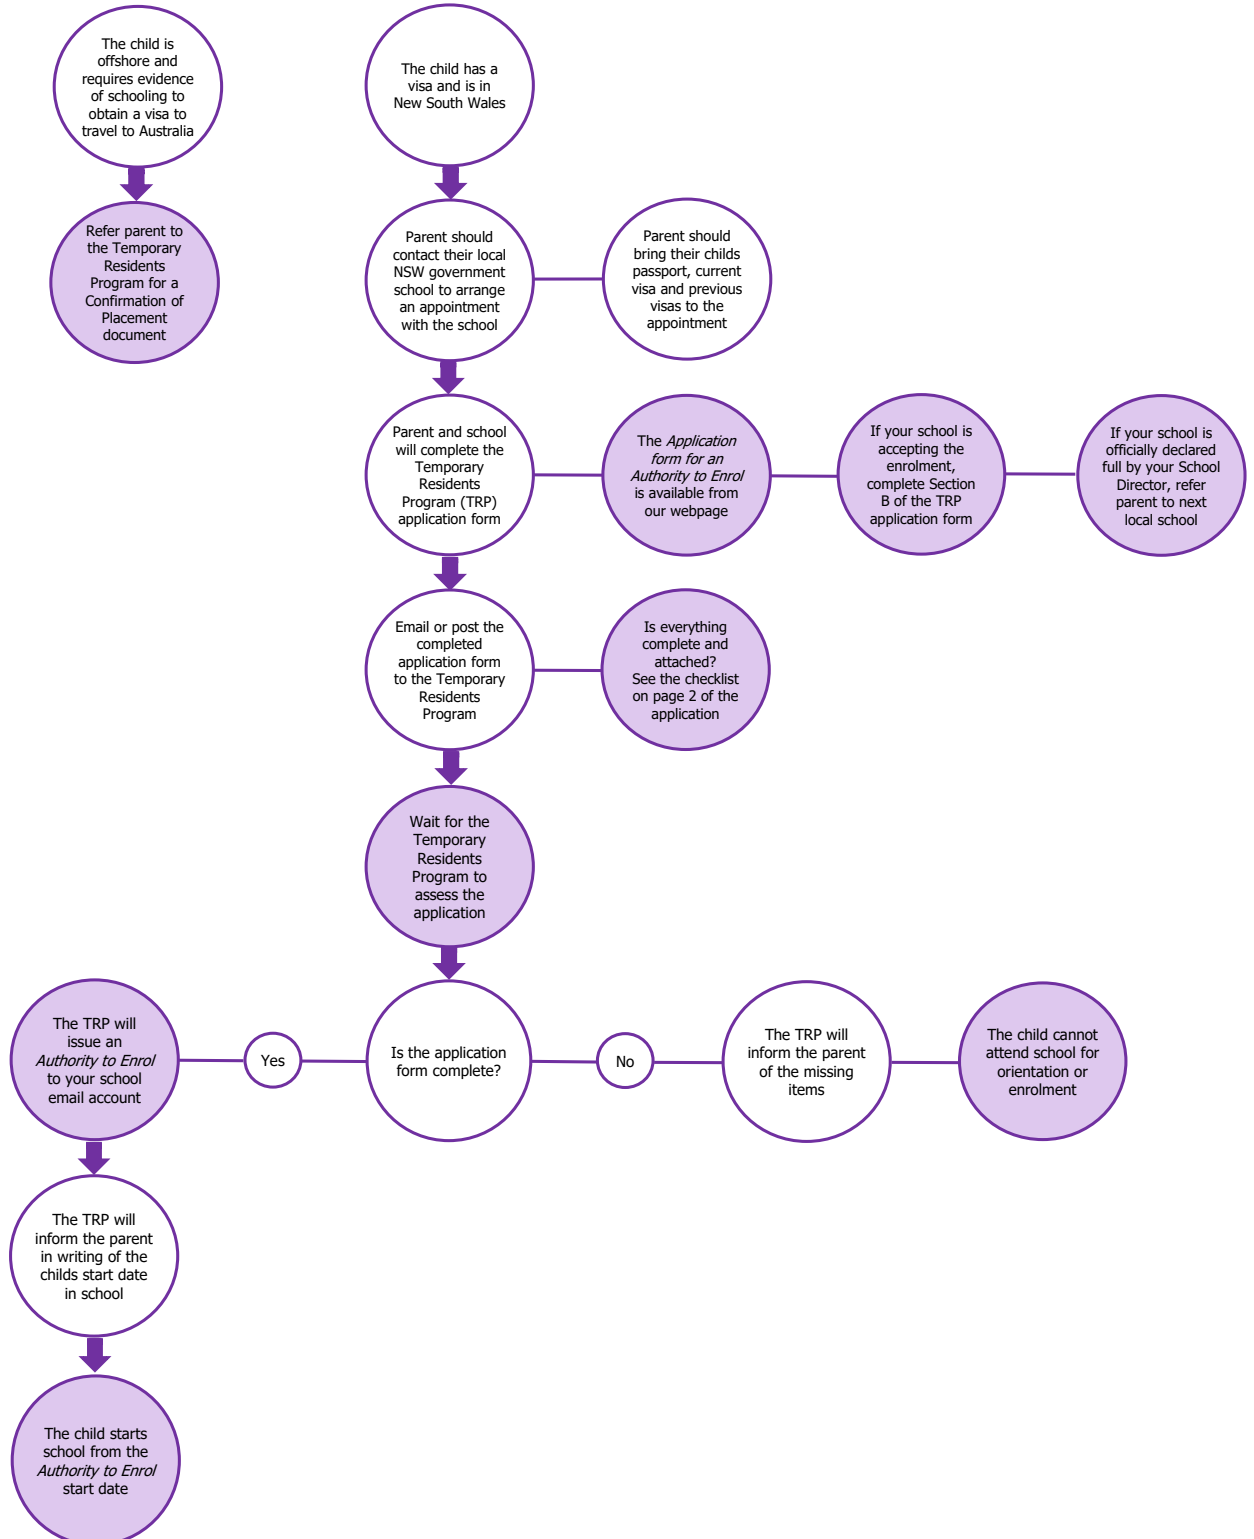 The child is
offshore and
requires evidence
of schooling to
obtain a visa to
travel to Australia
The child has a
visa and is in
New South Wales
Refer parent to
the Temporary
Residents
Program for a
Confirmation of
Placement
document
Parent should
contact their local
NSW government
school to arrange
an appointment
with the school
Parent should
bring their childs
passport, current
visa and previous
visas to the
appointment
Parent and school
will complete the
Temporary
Residents
Program (TRP)
application form
The Application
form for an
Authority to Enrol
is available from
our webpage
If your school is
accepting the
enrolment,
complete Section
B of the TRP
application form
If your school is
officially declared
full by your School
Director, refer
parent to next
local school
Email or post the
completed
application form
to the Temporary
Residents
Program
Is everything
complete and
attached?
See the checklist
on page 2 of the
application
Wait for the
Temporary
Residents
Program to
assess the
application
The TRP will
issue an
Authority to Enrol
to your school
email account
Yes
Is the application
form complete?
No
The TRP will
inform the parent
of the missing
items
The child cannot
attend school for
orientation or
enrolment
The TRP will
inform the parent
in writing of the
childs start date
in school
The child starts
school from the
Authority to Enrol
start date